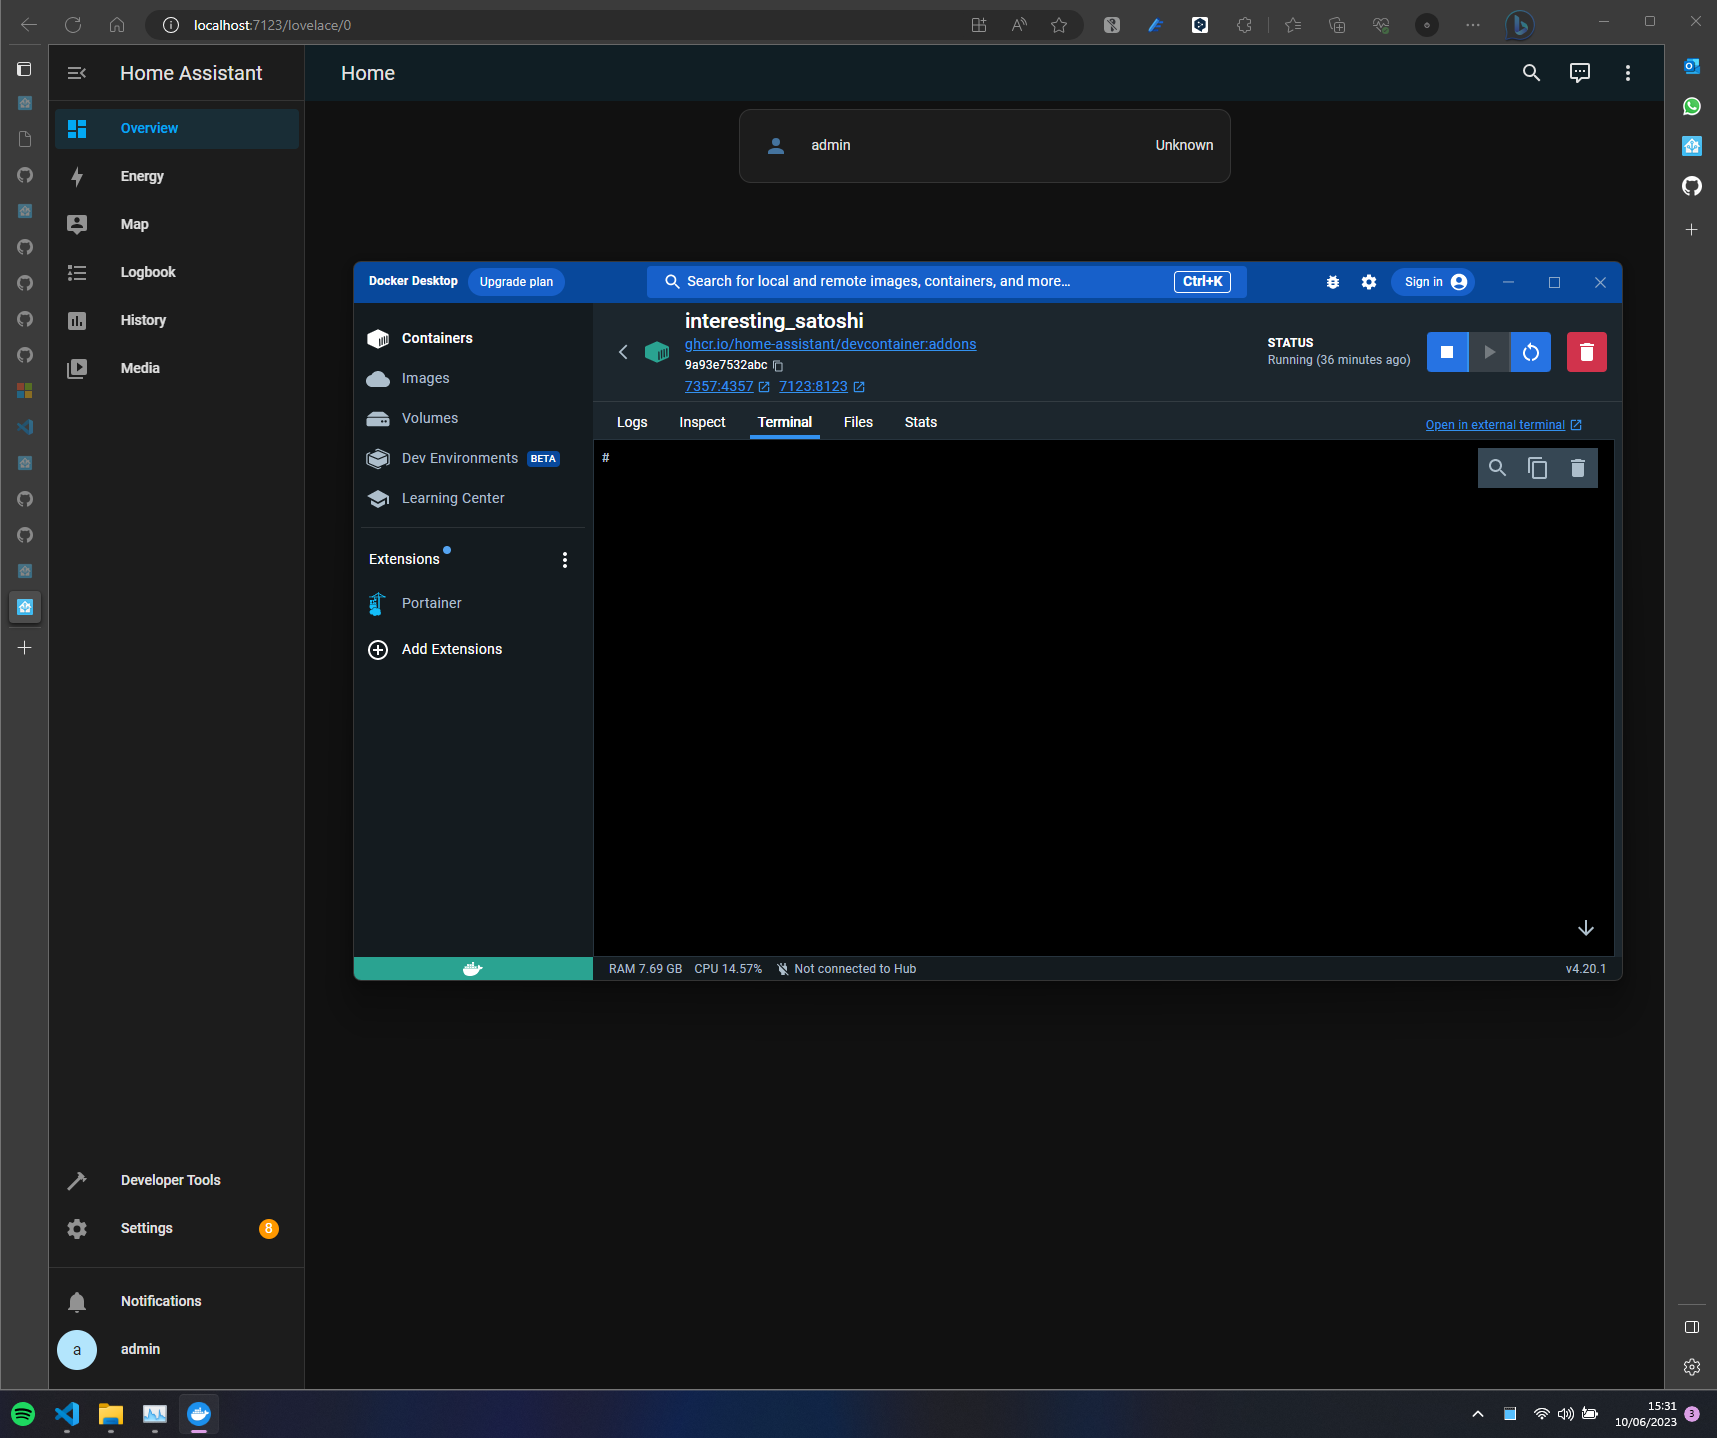 localhost:7123/lovelace/0
Home Assistant
Home
Overview
Energy
Map
Logbook
History
Media
admin
Unknown
Docker Desktop
Upgrade plan
Search for local and remote images, containers, and more...
Ctrl+K
Sign in
Containers
Images
Volumes
Dev Environments BETA
Learning Center
Extensions
Portainer
Add Extensions
interesting_satoshi
ghcr.io/home-assistant/devcontainer:addons
9a93e7532abc
7357:4357 7123:8123
STATUS
Running (36 minutes ago)
Logs Inspect Terminal Files Stats
Open in external terminal
#
RAM 7.69 GB CPU 14.57% Not connected to Hub
v4.20.1
Developer Tools
Settings 8
Notifications
a admin
15:31
10/06/2023 3